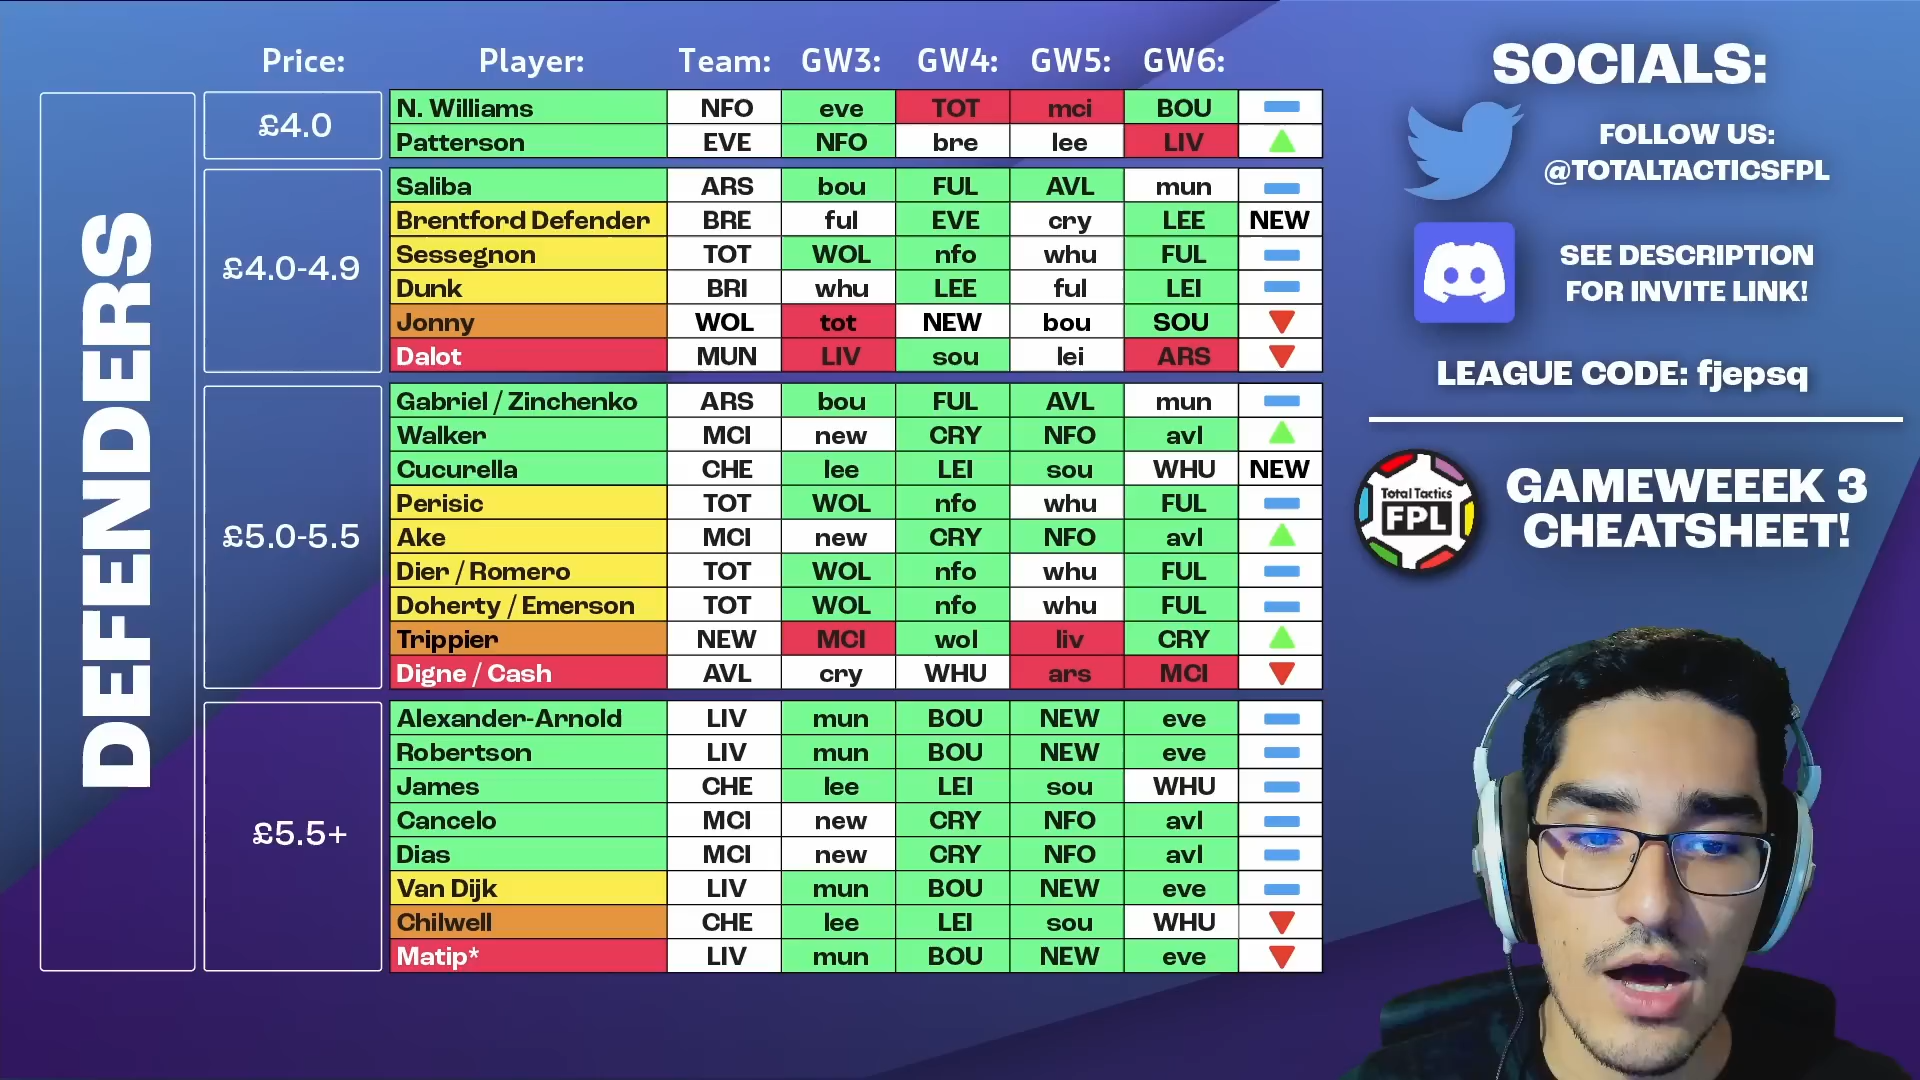 Price: Player: Team: GW3: GW4: GW5: GW6:
DEFENDERS
£4.0
N. Williams NFO eve TOT mci BOU
Patterson EVE NFO bre lee LIV
£4.0-4.9
Saliba ARS bou FUL AVL mun
Brentford Defender BRE ful EVE cry LEE NEW
Sessegnon TOT WOL nfo whu FUL
Dunk BRI whu LEE ful LEI
Jonny WOL tot NEW bou SOU
Dalot MUN LIV sou lei ARS
£5.0-5.5
Gabriel / Zinchenko ARS bou FUL AVL mun
Walker MCI new CRY NFO avl
Cucurella CHE lee LEI sou WHU NEW
Perisic TOT WOL nfo whu FUL
Ake MCI new CRY NFO avl
Dier / Romero TOT WOL nfo whu FUL
Doherty / Emerson TOT WOL nfo whu FUL
Trippier NEW MCI wol liv CRY
Digne / Cash AVL cry WHU ars MCI
£5.5+
Alexander-Arnold LIV mun BOU NEW eve
Robertson LIV mun BOU NEW eve
James CHE lee LEI sou WHU
Cancelo MCI new CRY NFO avl
Dias MCI new CRY NFO avl
Van Dijk LIV mun BOU NEW eve
Chilwell CHE lee LEI sou WHU
Matip* LIV mun BOU NEW eve
SOCIALS:
FOLLOW US:
@TOTALTACTICSFPL
SEE DESCRIPTION
FOR INVITE LINK!
LEAGUE CODE: fjepsq
Total Tactics
FPL
GAMEWEEEK 3
CHEATSHEET!